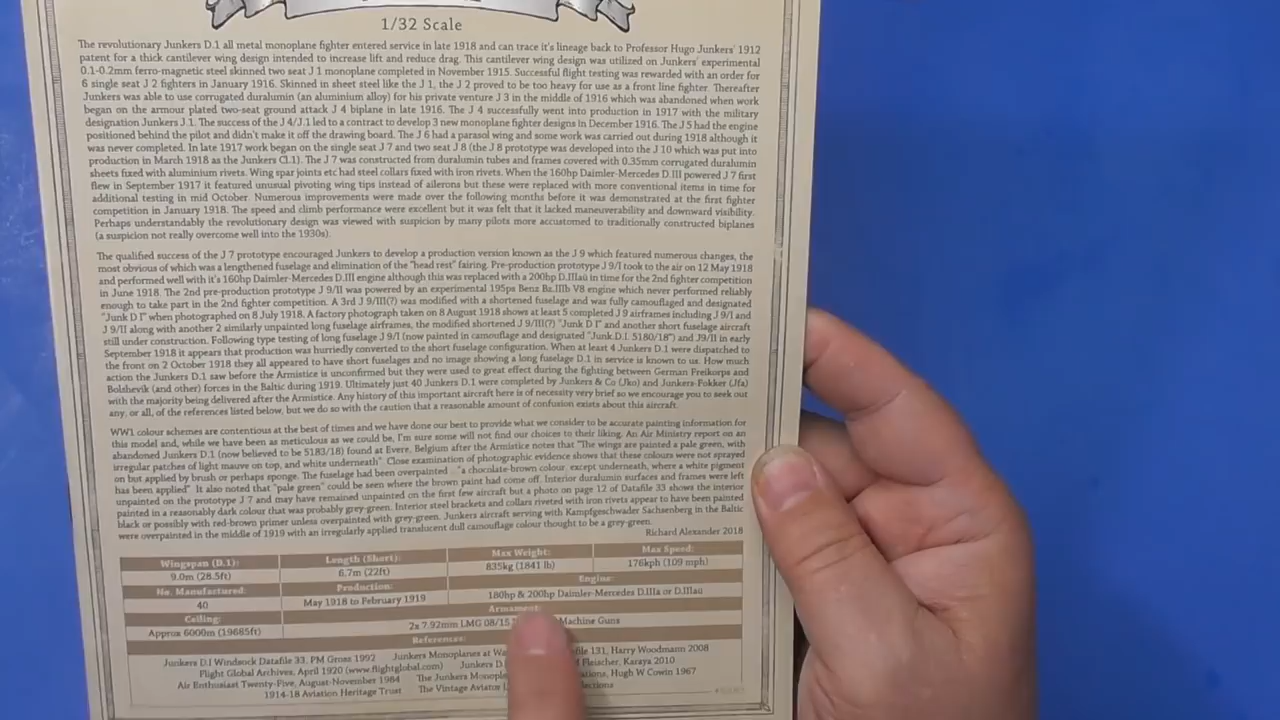 1/32 Scale
The revolutionary Junkers D.1 all metal monoplane fighter entered service in late 1918 and can trace it's lineage back to Professor Hugo Junkers' 1912
patent for a thick cantilever wing design intended to increase lift and reduce drag. This cantilever wing design was utilized on Junkers' experimental
0.1-0.2mm ferro-magnetic steel skinned two seat J 1 monoplane completed in November 1915. Successful flight testing was rewarded with an order for
6 single seat J 2 fighters in January 1916. Skinned in sheet steel like the J 1, the J 2 proved to be too heavy for use as a front line fighter. Thereafter
Junkers was able to use corrugated duralumin (an aluminium alloy) for his private venture J 3 in the middle of 1916 which was abandoned when work
began on the armour plated two-seat ground attack J 4 biplane in late 1916. The J 4 successfully went into production in 1917 with the military
designation Junkers J.1. The success of the J 4/J.1 led to a contract to develop 3 new monoplane fighter designs in December 1916. The J 5 had the engine
positioned behind the pilot and didn't make it off the drawing board. The J 6 had a parasol wing and some work was carried out during 1918 although it
was never completed. In late 1917 work began on the single seat J 7 and two seat J 8 (the J 8 prototype was developed into the J 10 which was put into
production in March 1918 as the Junkers Cl.1). The J 7 was constructed from duralumin tubes and frames covered with 0.35mm corrugated duralumin
sheets fixed with aluminium rivets. Wing spar joints etc had steel collars fixed with iron rivets. When the 160hp Daimler-Mercedes D.III powered J 7 first
flew in September 1917 it featured unusual pivoting wing tips instead of ailerons but these were replaced with more conventional items in time for
additional testing in mid October. Numerous improvements were made over the following months before it was demonstrated at the first fighter
competition in January 1918. The speed and climb performance were excellent but it was felt that it lacked maneuverability and downward visibility.
Perhaps understandably the revolutionary design was viewed with suspicion by many pilots more accustomed to traditionally constructed biplanes
(a suspicion not really overcome well into the 1930s).
The qualified success of the J 7 prototype encouraged Junkers to develop a production version known as the J 9 which featured numerous changes, the
most obvious of which was a lengthened fuselage and elimination of the "head rest" fairing. Pre-production prototype J 9/I took to the air on 12 May 1918
and performed well with it's 160hp Daimler-Mercedes D.III engine although this was replaced with a 200hp D.IIIaü in time for the 2nd fighter competition
in June 1918. The 2nd pre-production prototype J 9/II was powered by an experimental 195ps Benz Bz.IIIb V8 engine which never performed reliably
enough to take part in the 2nd fighter competition. A 3rd J 9/III(?) was modified with a shortened fuselage and was fully camouflaged and designated
"Junk D I" when photographed on 8 July 1918. A factory photograph taken on 8 August 1918 shows at least 5 completed J 9 airframes including J 9/I and
J 9/II along with another 2 similarly unpainted long fuselage airframes, the modified shortened J 9/III(?) "Junk D I" and another short fuselage aircraft
still under construction. Following type testing of long fuselage J 9/I (now painted in camouflage and designated "Junk.D.I. 5180/18") and J9/II in early
September 1918 it appears that production was hurriedly converted to the short fuselage configuration. When at least 4 Junkers D.1 were dispatched to
the front on 2 October 1918 they all appeared to have short fuselages and no image showing a long fuselage D.1 in service is known to us. How much
action the Junkers D.1 saw before the Armistice is unconfirmed but they were used to great effect during the fighting between German Freikorps and
Bolshevik (and other) forces in the Baltic during 1919. Ultimately just 40 Junkers D.1 were completed by Junkers & Co (Jko) and Junkers-Fokker (Jfa)
with the majority being delivered after the Armistice. Any history of this important aircraft here is of necessity very brief so we encourage you to seek out
any, or all, of the references listed below, but we do so with the caution that a reasonable amount of confusion exists about this aircraft.
WW1 colour schemes are contentious at the best of times and we have done our best to provide what we consider to be accurate painting information for
this model and, while we have been as meticulous as we could be, I'm sure some will not find our choices to their liking. An Air Ministry report on an
abandoned Junkers D.1 (now believed to be 5183/18) found at Evere, Belgium after the Armistice notes that "The wings are painted a pale green, with
irregular patches of light mauve on top, and white underneath". Close examination of photographic evidence shows that these colours were not sprayed
on but applied by brush or perhaps sponge. The fuselage had been overpainted ..."a chocolate-brown colour, except underneath, where a white pigment
has been applied". It also noted that "pale green" could be seen where the brown paint had come off. Interior duralumin surfaces and frames were left
unpainted on the prototype J 7 and may have remained unpainted on the first few aircraft but a photo on page 12 of Datafile 33 shows the interior
painted in a reasonably dark colour that was probably grey-green. Interior steel brackets and collars riveted with iron rivets appear to have been painted
black or possibly with red-brown primer unless overpainted with grey-green. Junkers aircraft serving with Kampfgeschwader Sachsenberg in the Baltic
were overpainted in the middle of 1919 with an irregularly applied translucent dull camouflage colour thought to be a grey-green.
Richard Alexander 2018
Wingspan (D.1): Length (Short): Max Weight: Max Speed:
9.0m (28.5ft) 6.7m (22ft) 835kg (1841 lb) 176kph (109 mph)
No. Manufactured: Production: Engine:
40 May 1918 to February 1919 180hp & 200hp Daimler-Mercedes D.IIIa or D.IIIaü
Ceiling: Armament:
Approx 6000m (19685ft) 2x 7.92mm LMG 08/15 Machine Guns
References:
Junkers D.I Windsock Datafile 33, PM Grosz 1992 Junkers Monoplanes at Wa file 131, Harry Woodmann 2008
Flight Global Archives, April 1920 (www.flightglobal.com) Junkers D. Fleischer, Karaya 2010
Air Enthusiast Twenty-Five, August-November 1984 The Junkers Monopl ations, Hugh W Cowin 1967
1914-18 Aviation Heritage Trust The Vintage Aviator L lections